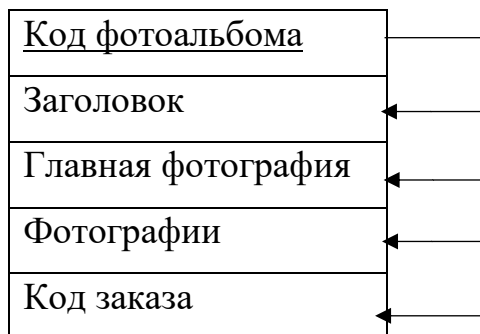 Код фотоальбома
Заголовок
Главная фотография
Фотографии
Код заказа